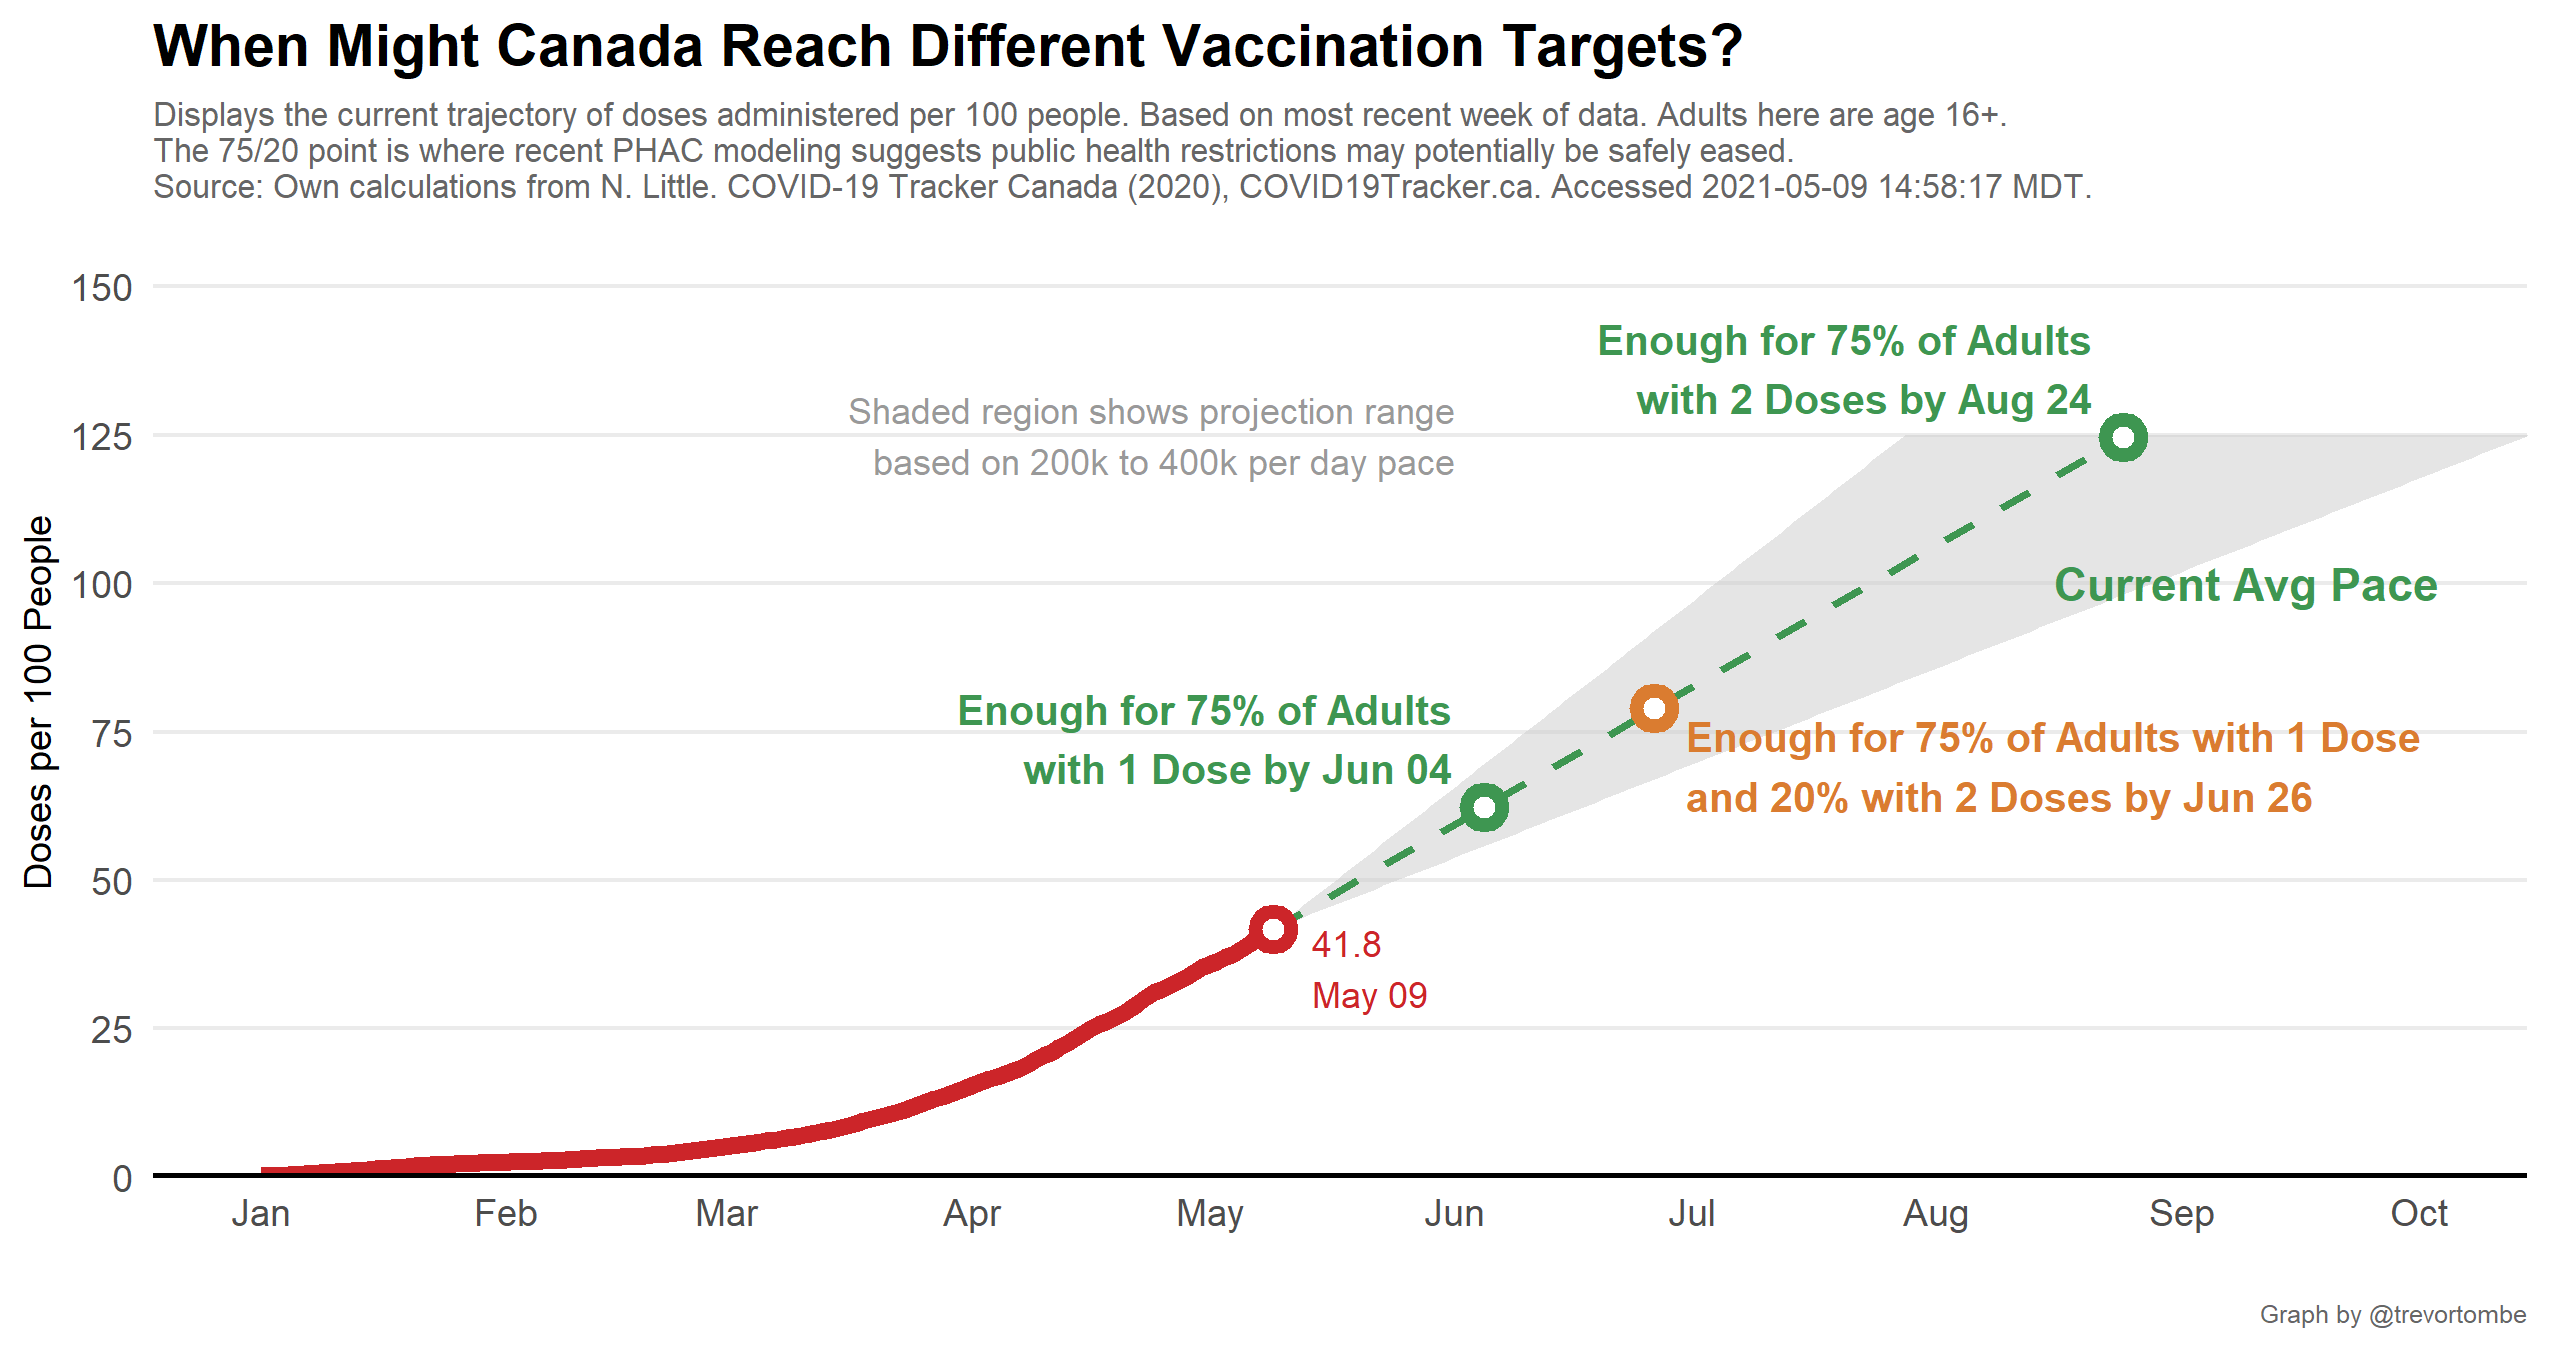 When Might Canada Reach Different Vaccination Targets?
Displays the current trajectory of doses administered per 100 people. Based on most recent week of data. Adults here are age 16+.
The 75/20 point is where recent PHAC modeling suggests public health restrictions may potentially be safely eased.
Source: Own calculations from N. Little. COVID-19 Tracker Canada (2020), COVID19Tracker.ca. Accessed 2021-05-09 14:58:17 MDT.
Doses per 100 People
150
125
100
75
50
25
0
Enough for 75% of Adults
with 2 Doses by Aug 24
Shaded region shows projection range
based on 200k to 400k per day pace
Current Avg Pace
Enough for 75% of Adults
with 1 Dose by Jun 04
Enough for 75% of Adults with 1 Dose
and 20% with 2 Doses by Jun 26
41.8
May 09
Jan
Feb
Mar
Apr
May
Jun
Jul
Aug
Sep
Oct
Graph by @trevortombe